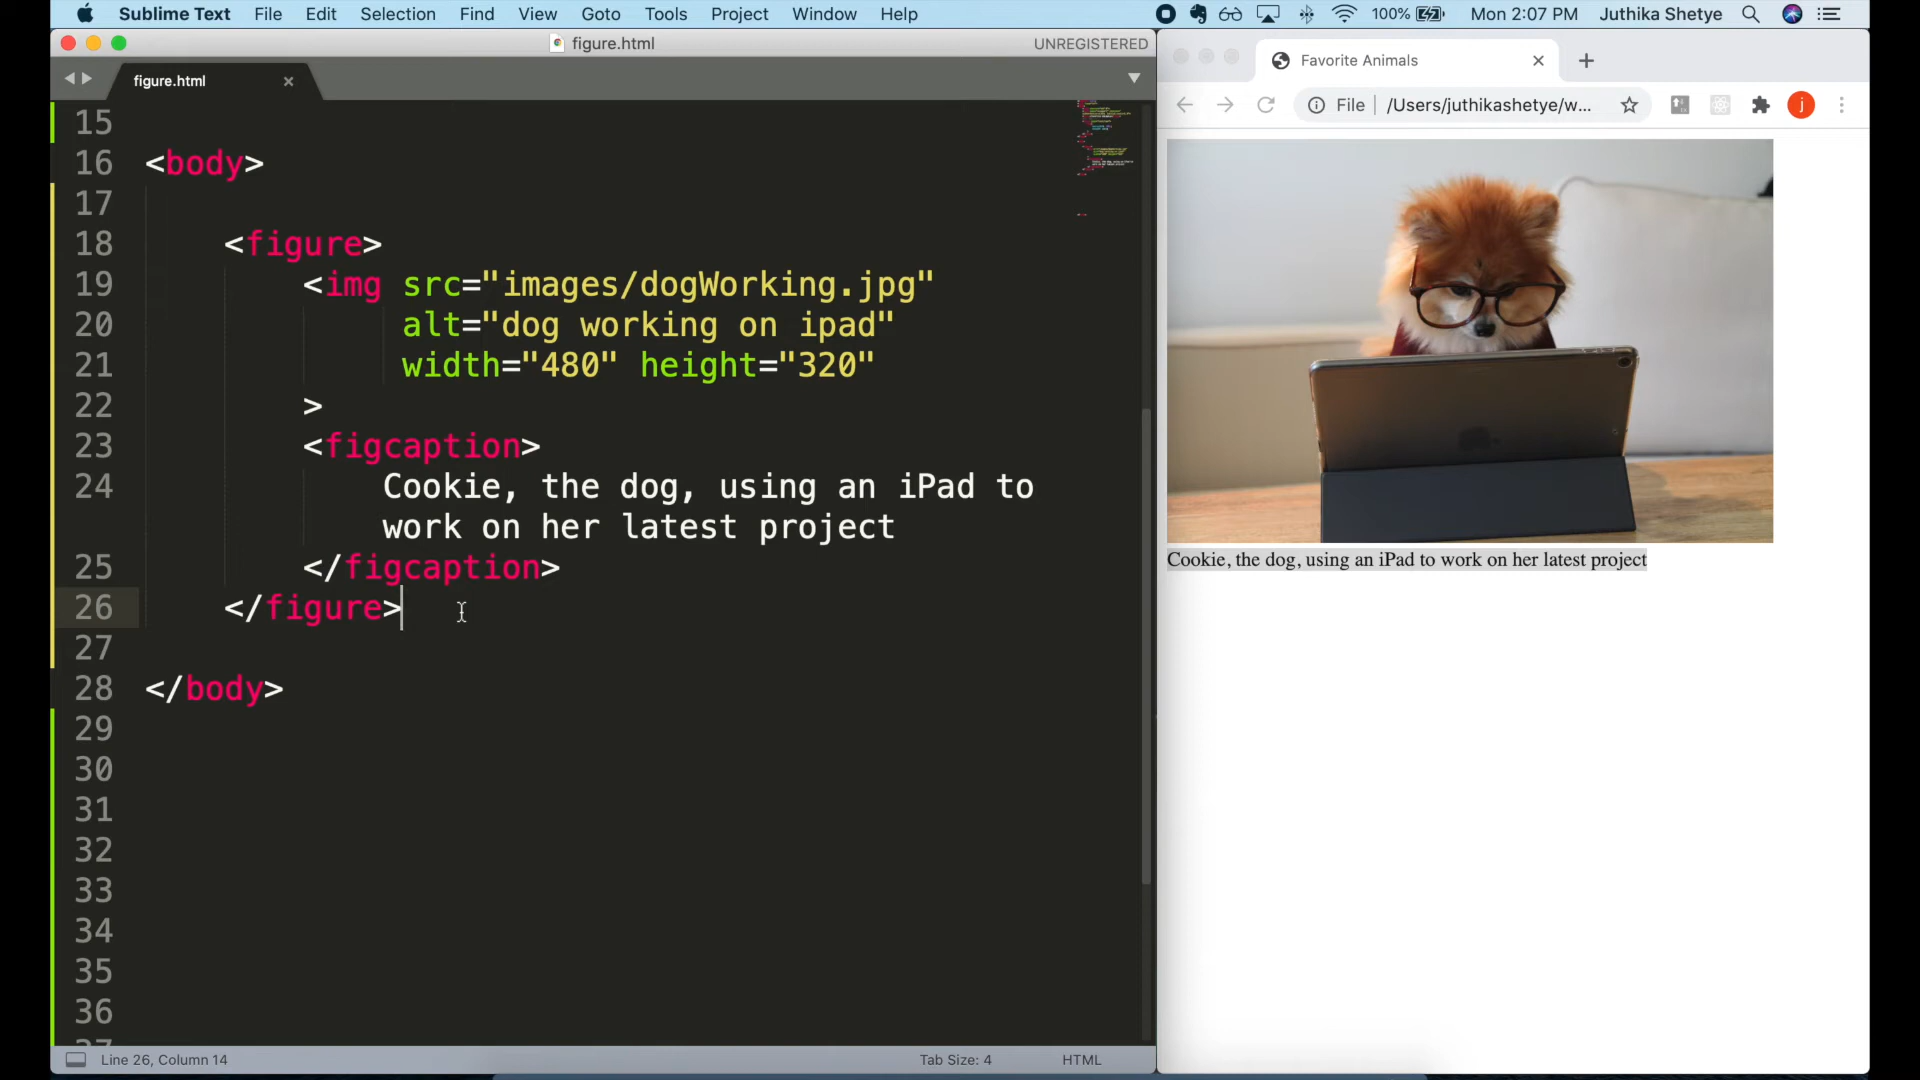 Sublime Text File Edit Selection Find View Goto Tools Project Window Help 100% Mon 2:07 PM Juthika Shetye
figure.html UNREGISTERED
figure.html
15
16 <body>
17
18 <figure>
19 <img src="images/dogWorking.jpg"
20 alt="dog working on ipad"
21 width="480" height="320"
22 >
23 <figcaption>
24 Cookie, the dog, using an iPad to
work on her latest project
25 </figcaption>
26 </figure>
27
28 </body>
29
30
31
32
33
34
35
36
37
Line 26, Column 14 Tab Size: 4 HTML
Favorite Animals
File /Users/juthikashetye/w... j
Cookie, the dog, using an iPad to work on her latest project